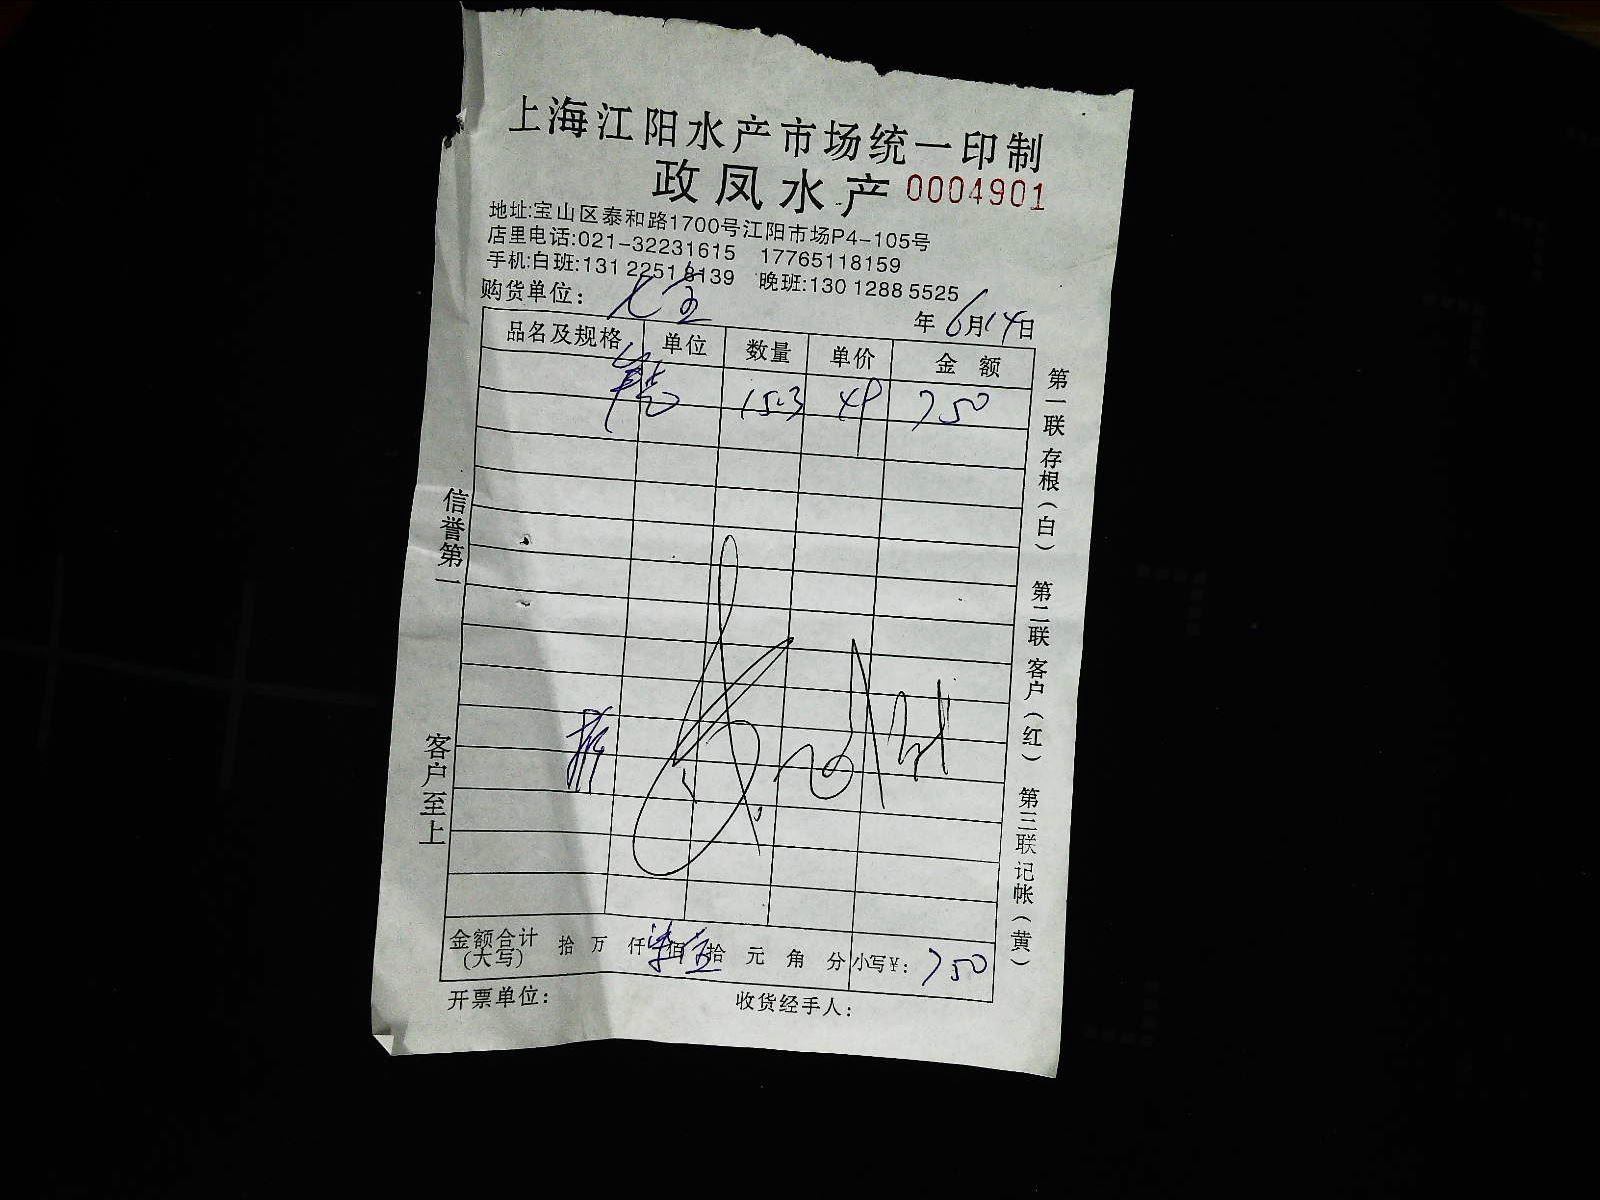 上海江阳水产市场统一印制
政凤水产 0004901
地址:宝山区泰和路1700号江阳市场P4-105号
店里电话:021-32231615 17765118159
手机:白班:131 2251 8139 晚班:130 1288 5525
购货单位:
年 6月14日
品名及规格 单位 数量 单价 金额
15.3 49 750
信誉第一
客户至上
第一联 存根(白) 第二联 客户(红) 第三联 记帐(黄)
金额合计 拾 万 仟 柒佰 伍拾 元 角 分 小写¥: 750
(大写)
开票单位: 收货经手人: